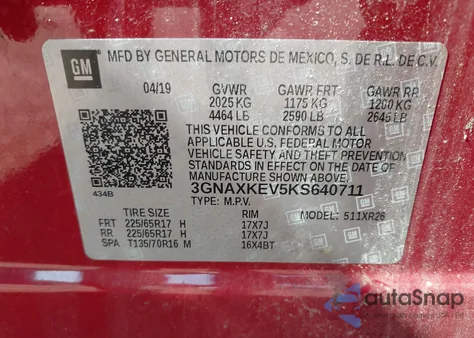 GM
MFD BY GENERAL MOTORS DE MEXICO, S. DE R.L. DE C.V.
04/19 GVWR GAWR FRT GAWR RR
2025 KG 1175 KG 1200 KG
4464 LB 2590 LB 2645 LB
THIS VEHICLE CONFORMS TO ALL
APPLICABLE U.S. FEDERAL MOTOR
VEHICLE SAFETY AND THEFT PREVENTION
STANDARDS IN EFFECT ON THE DATE OF
MANUFACTURE SHOWN ABOVE.
434B
3GNAXKEV5KS640711
TYPE: M.P.V.
TIRE SIZE RIM MODEL: 511XR26
FRT 225/65R17 H 17X7J
RR 225/65R17 H 17X7J
SPA T135/70R16 M 16X4BT
autoSnap